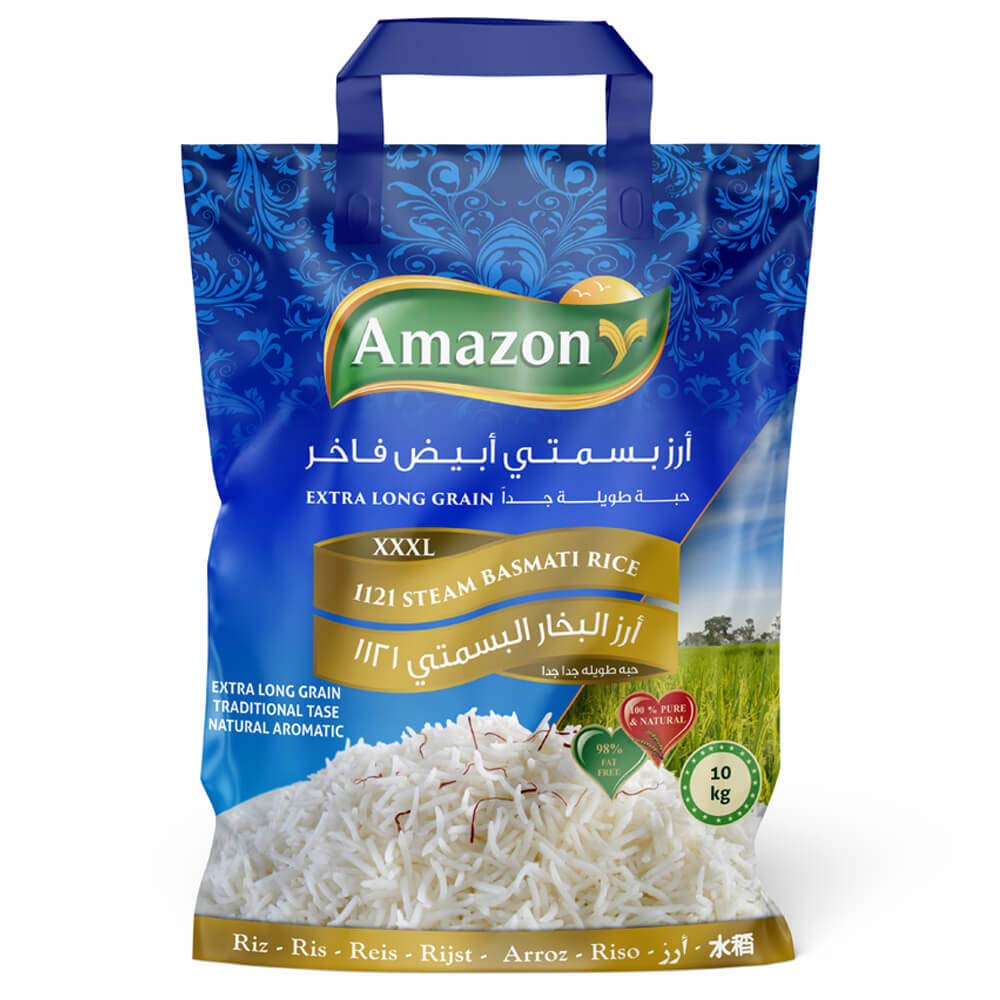 Amazon
أرز بسمتي أبيض فاخر
EXTRA LONG GRAIN حبة طويلة جداً
XXXL
1121 STEAM BASMATI RICE
أرز البخار البسمتي ١١٢١
حبه طويله جدا جدا
EXTRA LONG GRAIN
TRADITIONAL TASE
NATURAL AROMATIC
100 % PURE
& NATURAL
98%
FAT
FREE
10
kg
Riz - Ris - Reis - Rijst - Arroz - Riso - أرز - 水稻